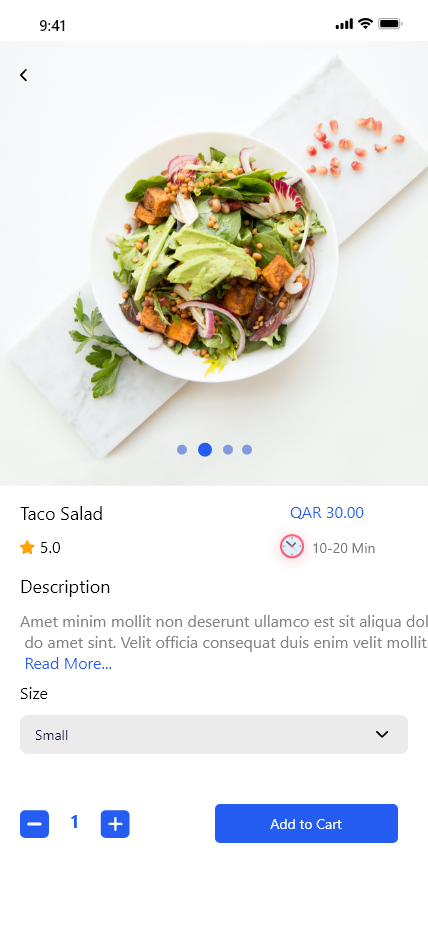 9:41
Taco Salad
QAR 30.00
5.0
10-20 Min
Description
Amet minim mollit non deserunt ullamco est sit aliqua dol
do amet sint. Velit officia consequat duis enim velit mollit.
Read More...
Size
Small
1
Add to Cart